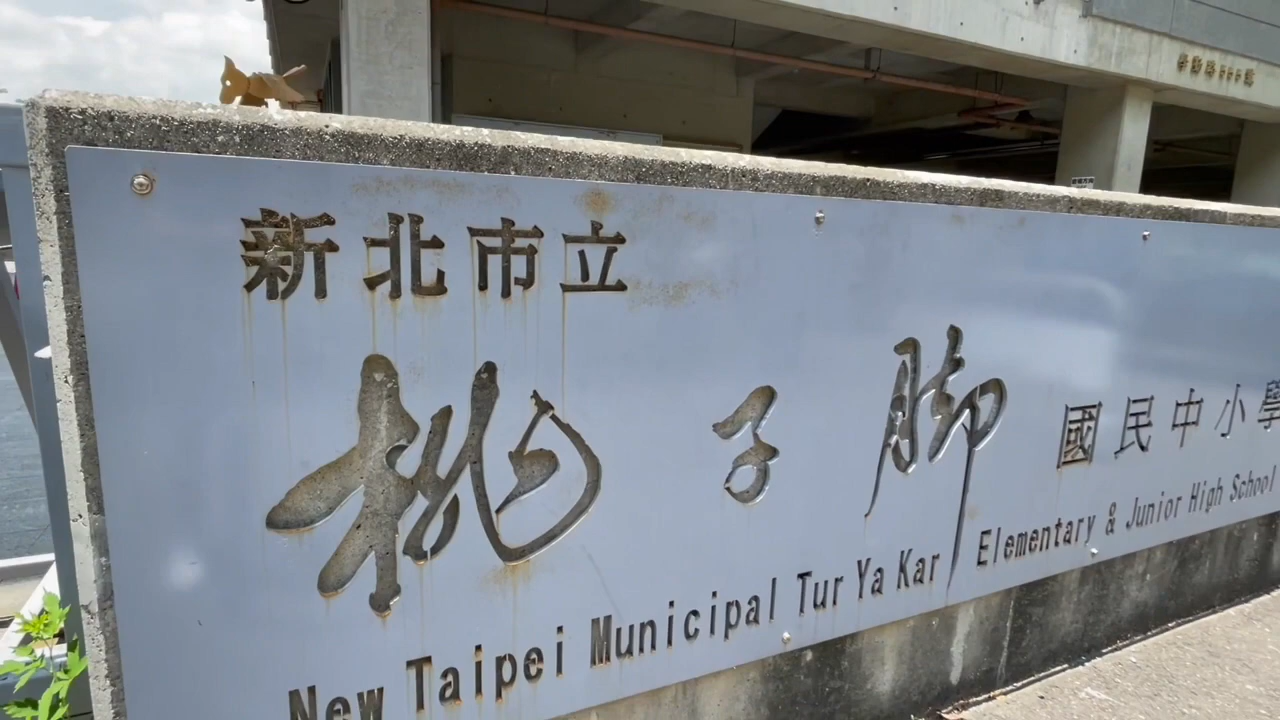 新北市立
桃子腳 國民中小學
New Taipei Municipal Tur Ya Kar Elementary & Junior High School